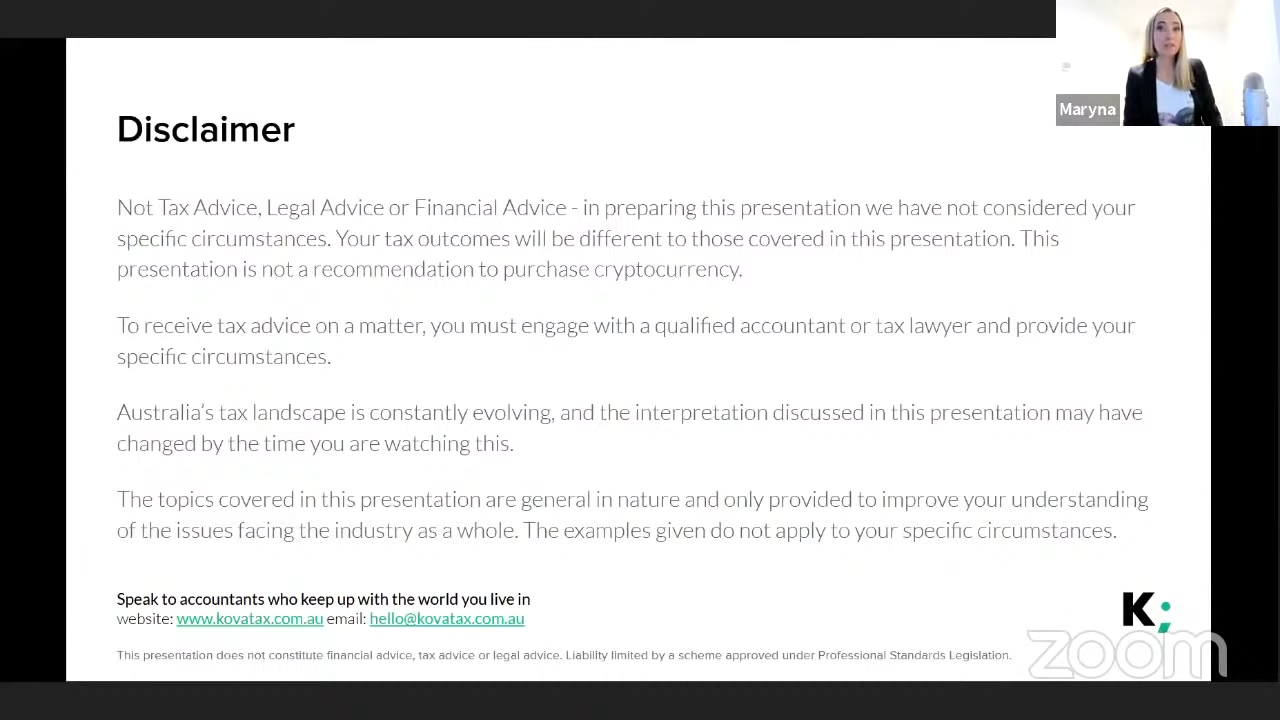 Maryna
Disclaimer
Not Tax Advice, Legal Advice or Financial Advice - in preparing this presentation we have not considered your
specific circumstances. Your tax outcomes will be different to those covered in this presentation. This
presentation is not a recommendation to purchase cryptocurrency.
To receive tax advice on a matter, you must engage with a qualified accountant or tax lawyer and provide your
specific circumstances.
Australia’s tax landscape is constantly evolving, and the interpretation discussed in this presentation may have
changed by the time you are watching this.
The topics covered in this presentation are general in nature and only provided to improve your understanding
of the issues facing the industry as a whole. The examples given do not apply to your specific circumstances.
Speak to accountants who keep up with the world you live in
website: www.kovatax.com.au email: hello@kovatax.com.au
K;
zoom
This presentation does not constitute financial advice, tax advice or legal advice. Liability limited by a scheme approved under Professional Standards Legislation.